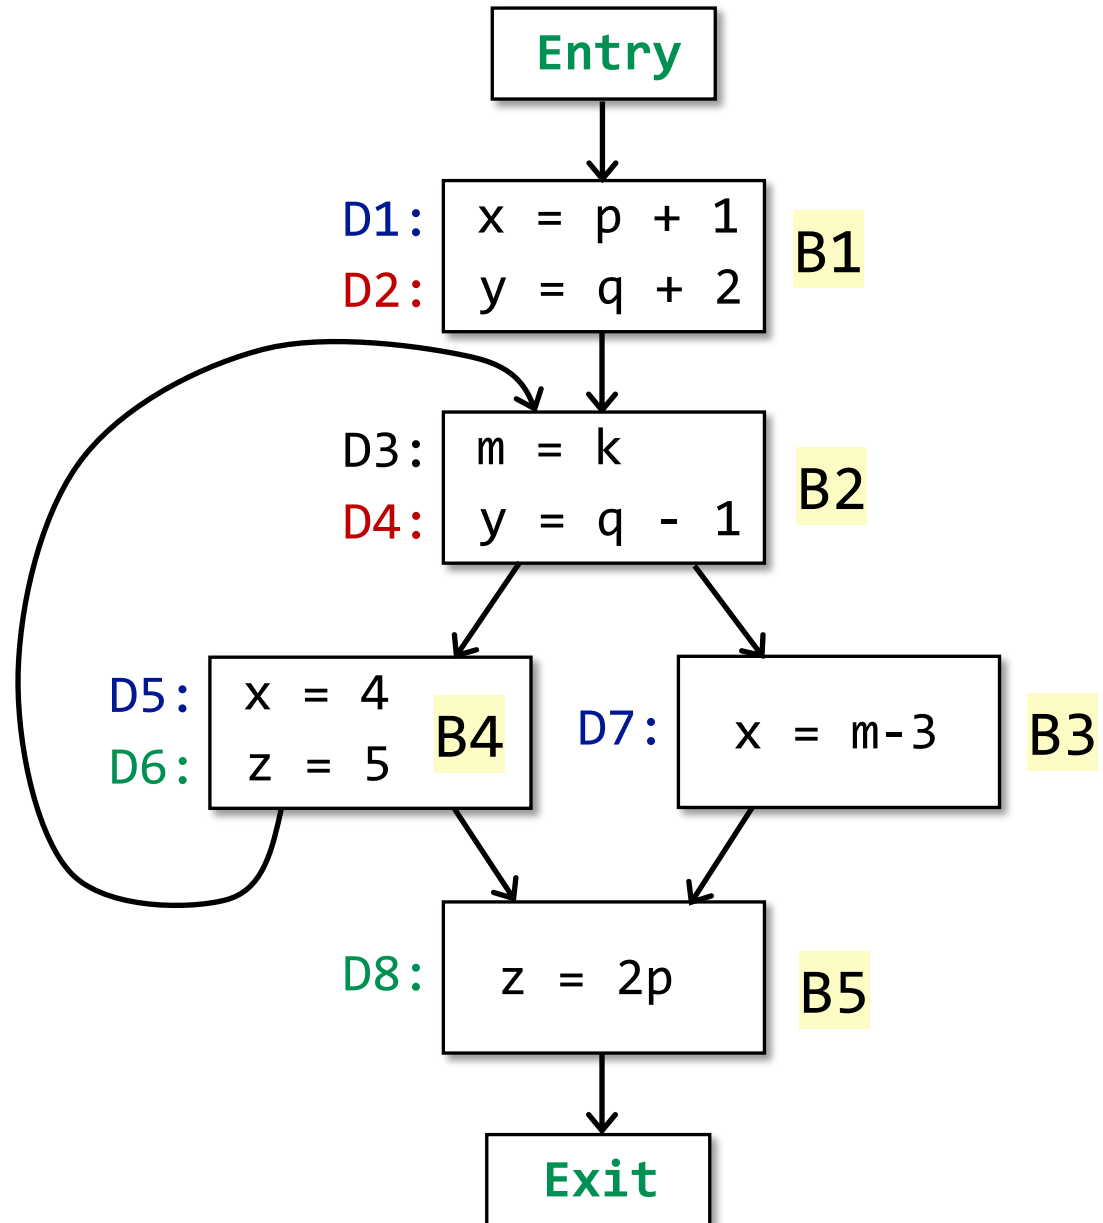 Entry
D1: x = p + 1
D2: y = q + 2
B1
D3: m = k
D4: y = q - 1
B2
D5: x = 4
D6: z = 5
B4
D7: x = m-3
B3
D8: z = 2p
B5
Exit